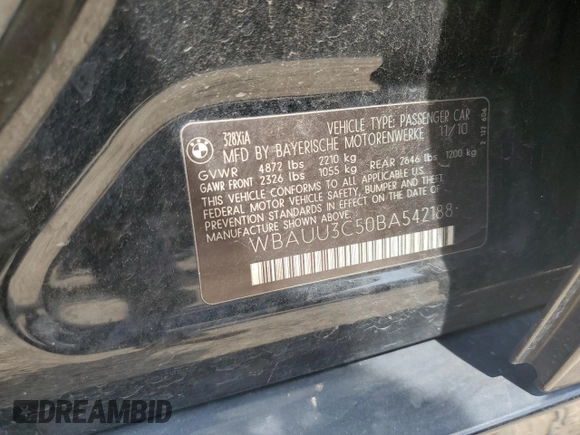 BMW
328XiA
VEHICLE TYPE: PASSENGER CAR
MFD BY BAYERISCHE MOTORENWERKE 11/10
GVWR 4872 lbs 2210 kg
GAWR FRONT 2326 lbs 1055 kg REAR 2646 lbs 1200 kg
THIS VEHICLE CONFORMS TO ALL APPLICABLE U.S.
FEDERAL MOTOR VEHICLE SAFETY, BUMPER AND THEFT
PREVENTION STANDARDS IN EFFECT ON THE DATE OF
MANUFACTURE SHOWN ABOVE.
WBAUU3C50BA542188
DREAMBID